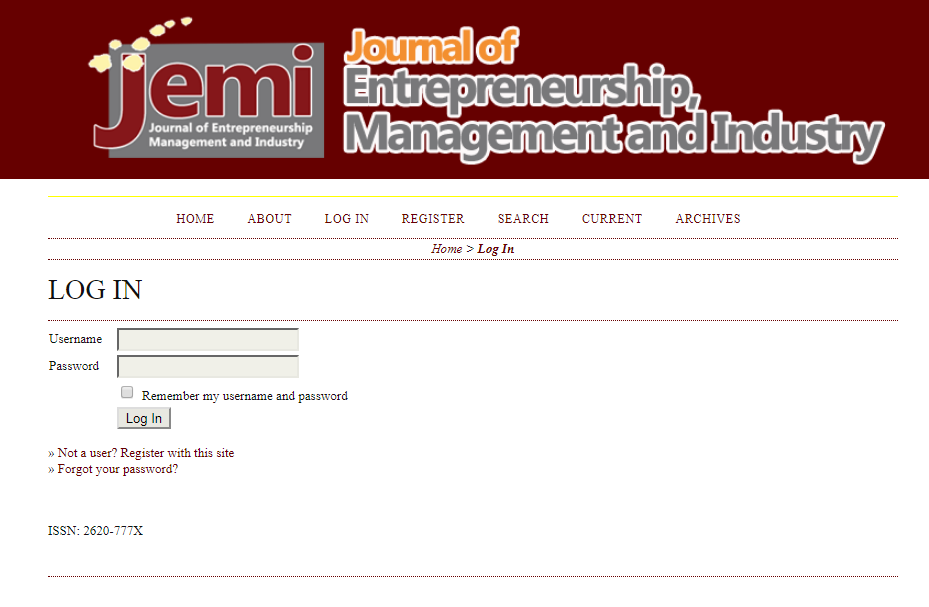 jemi
Journal of Entrepreneurship
Management and Industry
Journal of
Entrepreneurship,
Management and Industry
HOME ABOUT LOG IN REGISTER SEARCH CURRENT ARCHIVES
Home > Log In
LOG IN
Username
Password
Remember my username and password
Log In
» Not a user? Register with this site
» Forgot your password?
ISSN: 2620-777X